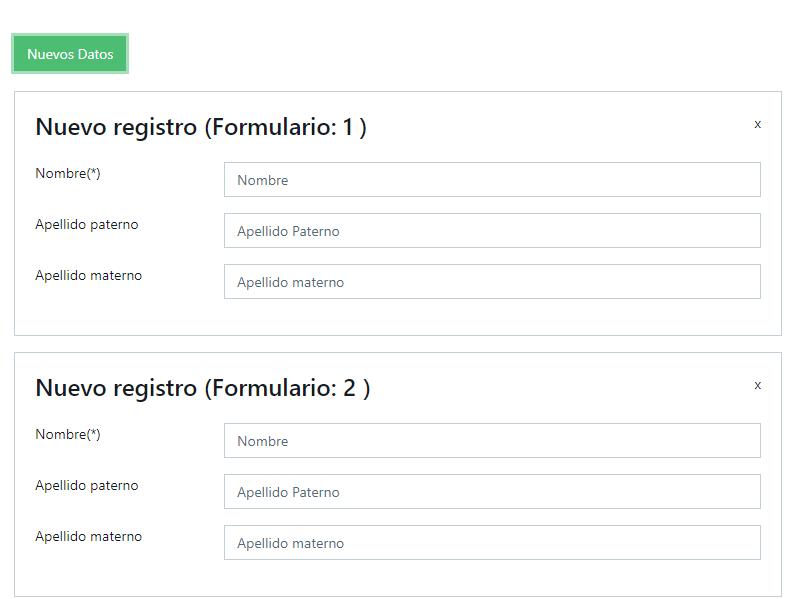 Nuevos Datos
Nuevo registro (Formulario: 1 )
x
Nombre(*)
Nombre
Apellido paterno
Apellido Paterno
Apellido materno
Apellido materno
Nuevo registro (Formulario: 2 )
x
Nombre(*)
Nombre
Apellido paterno
Apellido Paterno
Apellido materno
Apellido materno